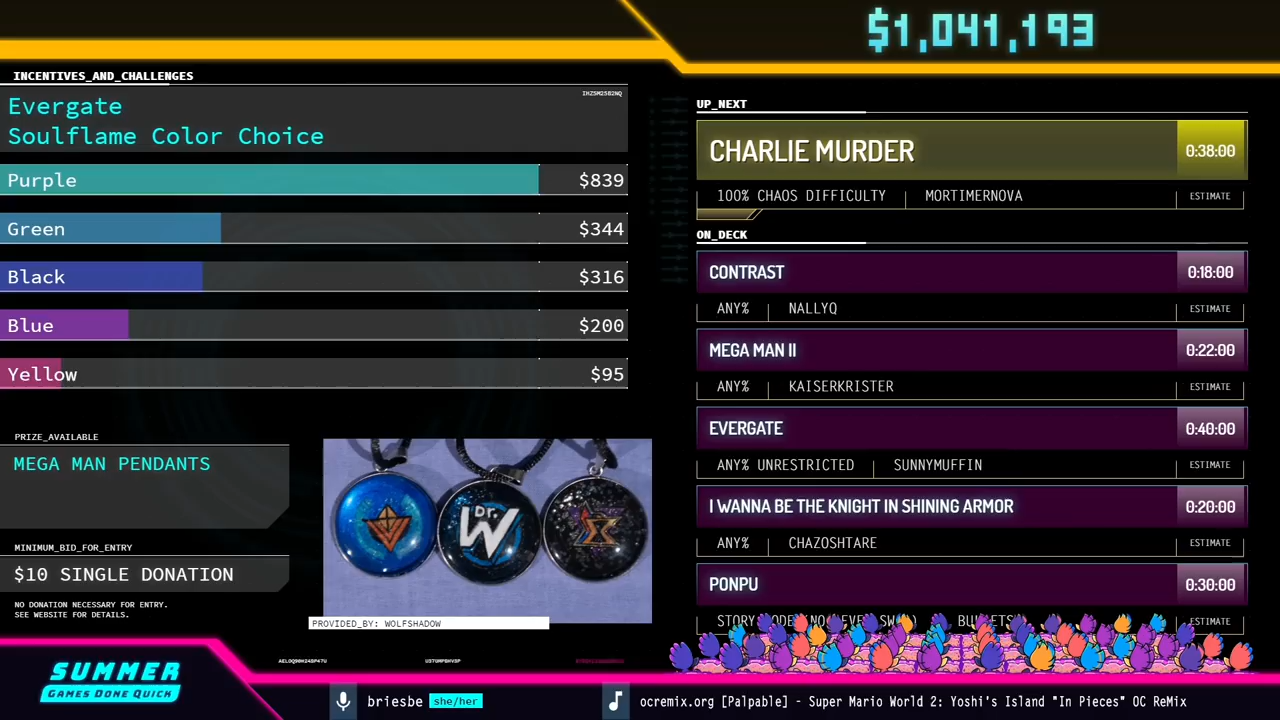 $1,041,193
INCENTIVES_AND_CHALLENGES
Evergate
Soulflame Color Choice
Purple $839
Green $344
Black $316
Blue $200
Yellow $95
PRIZE_AVAILABLE
MEGA MAN PENDANTS
MINIMUM_BID_FOR_ENTRY
$10 SINGLE DONATION
NO DONATION NECESSARY FOR ENTRY.
SEE WEBSITE FOR DETAILS.
Dr.
W
PROVIDED_BY: WOLFSHADOW
UP_NEXT
CHARLIE MURDER 0:38:00
100% CHAOS DIFFICULTY MORTIMERNOVA ESTIMATE
ON_DECK
CONTRAST 0:18:00
ANY% NALLYQ ESTIMATE
MEGA MAN II 0:22:00
ANY% KAISERKRISTER ESTIMATE
EVERGATE 0:40:00
ANY% UNRESTRICTED SUNNYMUFFIN ESTIMATE
I WANNA BE THE KNIGHT IN SHINING ARMOR 0:20:00
ANY% CHAZOSHTARE ESTIMATE
PONPU 0:30:00
STORY ESTIMATE
SUMMER
GAMES DONE QUICK
briesbe she/her
ocremix.org [Palpable] - Super Mario World 2: Yoshi's Island "In Pieces" OC ReMix